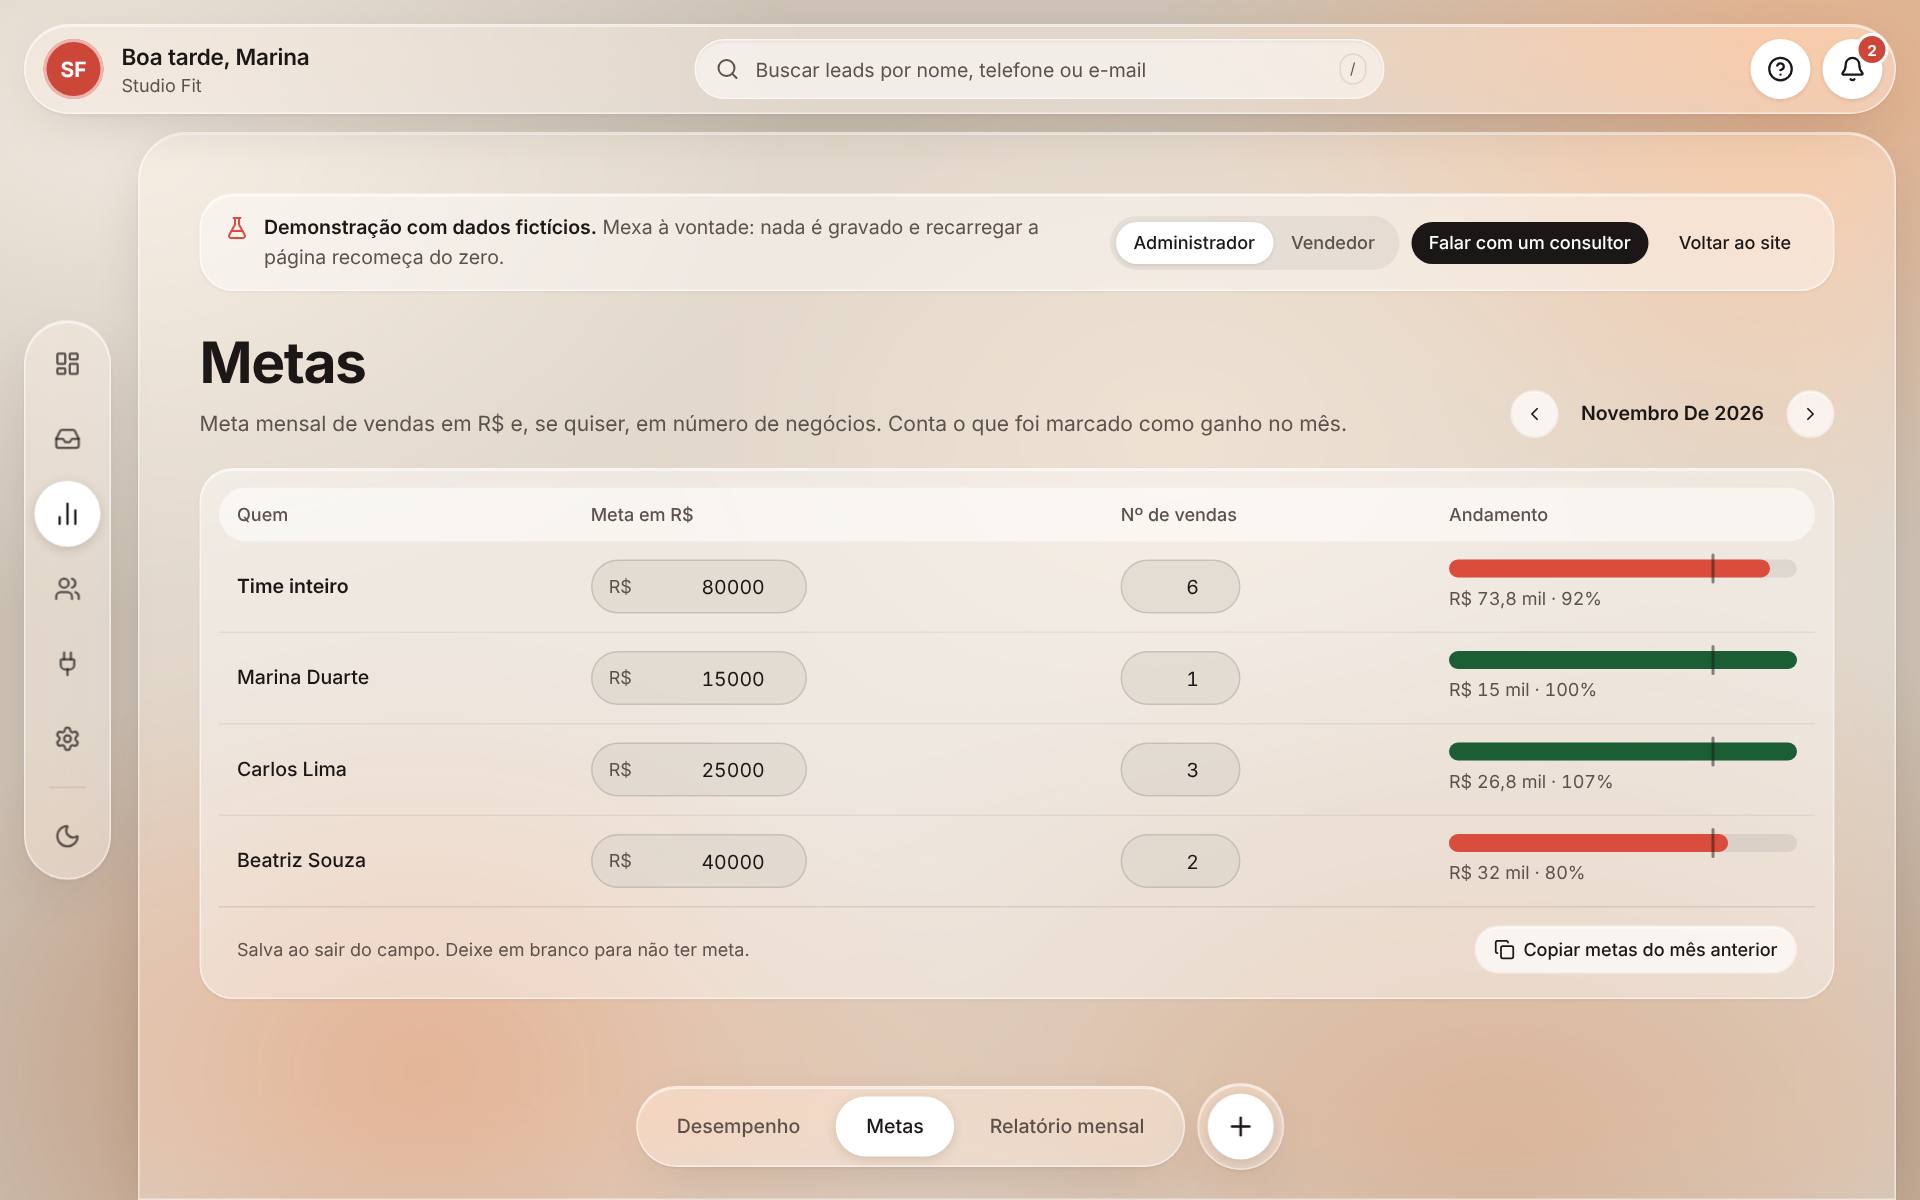 SF
Boa tarde, Marina
Studio Fit
Buscar leads por nome, telefone ou e-mail
/
2
Demonstração com dados fictícios. Mexa à vontade: nada é gravado e recarregar a
página recomeça do zero.
Administrador
Vendedor
Falar com um consultor
Voltar ao site
Metas
Meta mensal de vendas em R$ e, se quiser, em número de negócios. Conta o que foi marcado como ganho no mês.
Novembro De 2026
Quem
Meta em R$
Nº de vendas
Andamento
Time inteiro
R$ 80000
6
R$ 73,8 mil · 92%
Marina Duarte
R$ 15000
1
R$ 15 mil · 100%
Carlos Lima
R$ 25000
3
R$ 26,8 mil · 107%
Beatriz Souza
R$ 40000
2
R$ 32 mil · 80%
Salva ao sair do campo. Deixe em branco para não ter meta.
Copiar metas do mês anterior
Desempenho
Metas
Relatório mensal